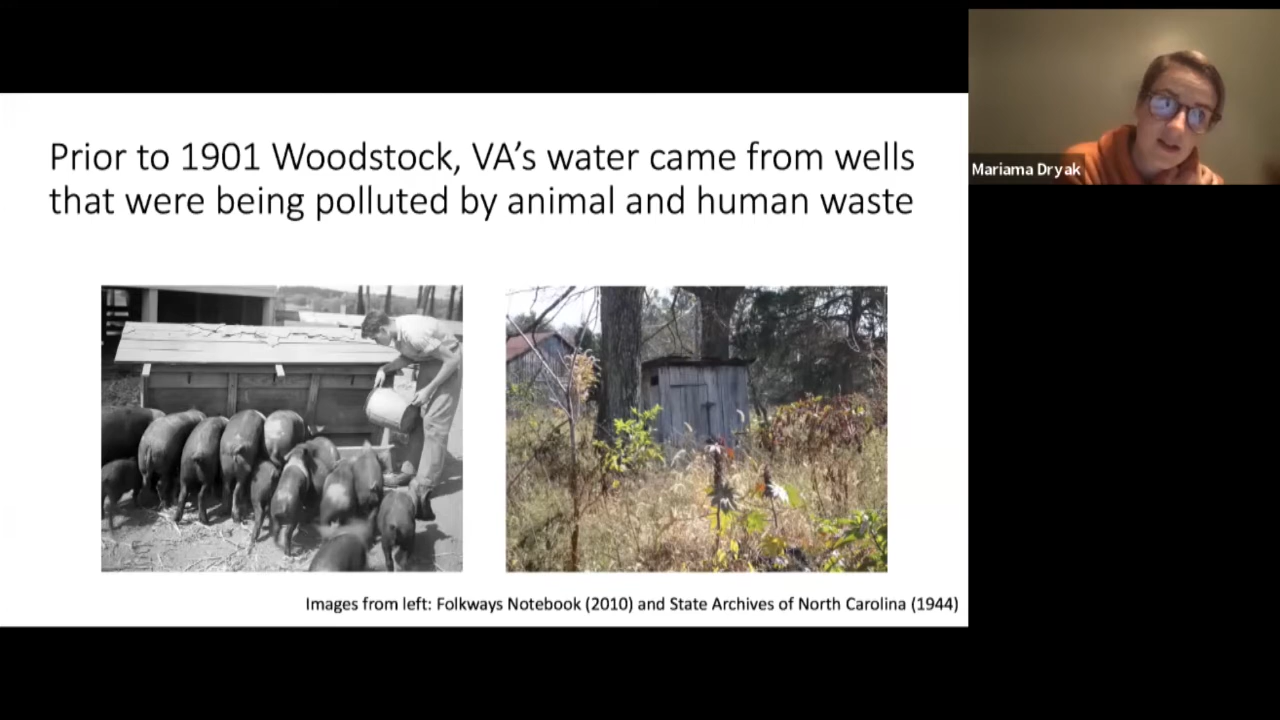 Prior to 1901 Woodstock, VA’s water came from wells
that were being polluted by animal and human waste
Mariama Dryak
Images from left: Folkways Notebook (2010) and State Archives of North Carolina (1944)